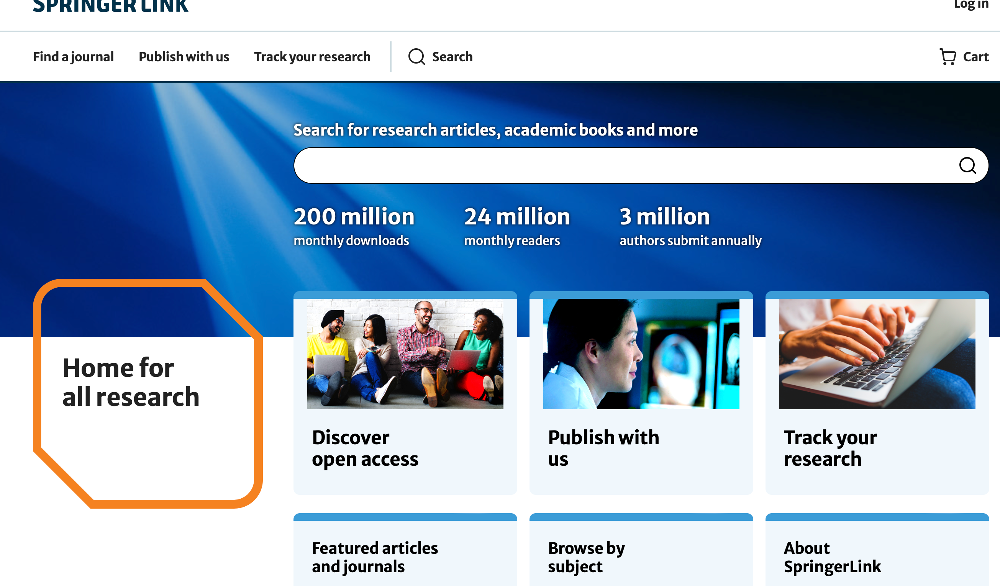 SPRINGER LINK
Log in
Find a journal
Publish with us
Track your research
Search
Cart
Search for research articles, academic books and more
200 million
monthly downloads
24 million
monthly readers
3 million
authors submit annually
Home for
all research
Discover
open access
Publish with
us
Track your
research
Featured articles
and journals
Browse by
subject
About
SpringerLink